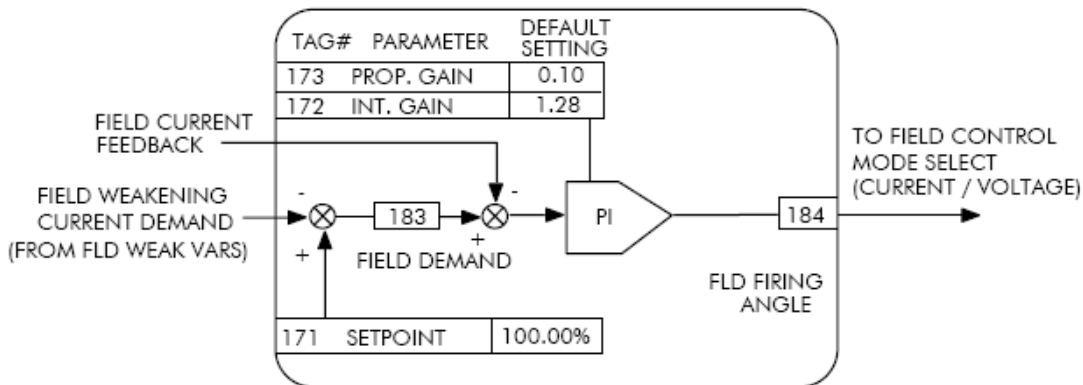 TAG# PARAMETER DEFAULT SETTING
173 PROP. GAIN 0.10
172 INT. GAIN 1.28
FIELD CURRENT
FEEDBACK
-
-
FIELD WEAKENING
CURRENT DEMAND
(FROM FLD WEAK VARS)
+
183
+
FIELD DEMAND
PI
184
TO FIELD CONTROL
MODE SELECT
(CURRENT / VOLTAGE)
FLD FIRING
ANGLE
171 SETPOINT 100.00%